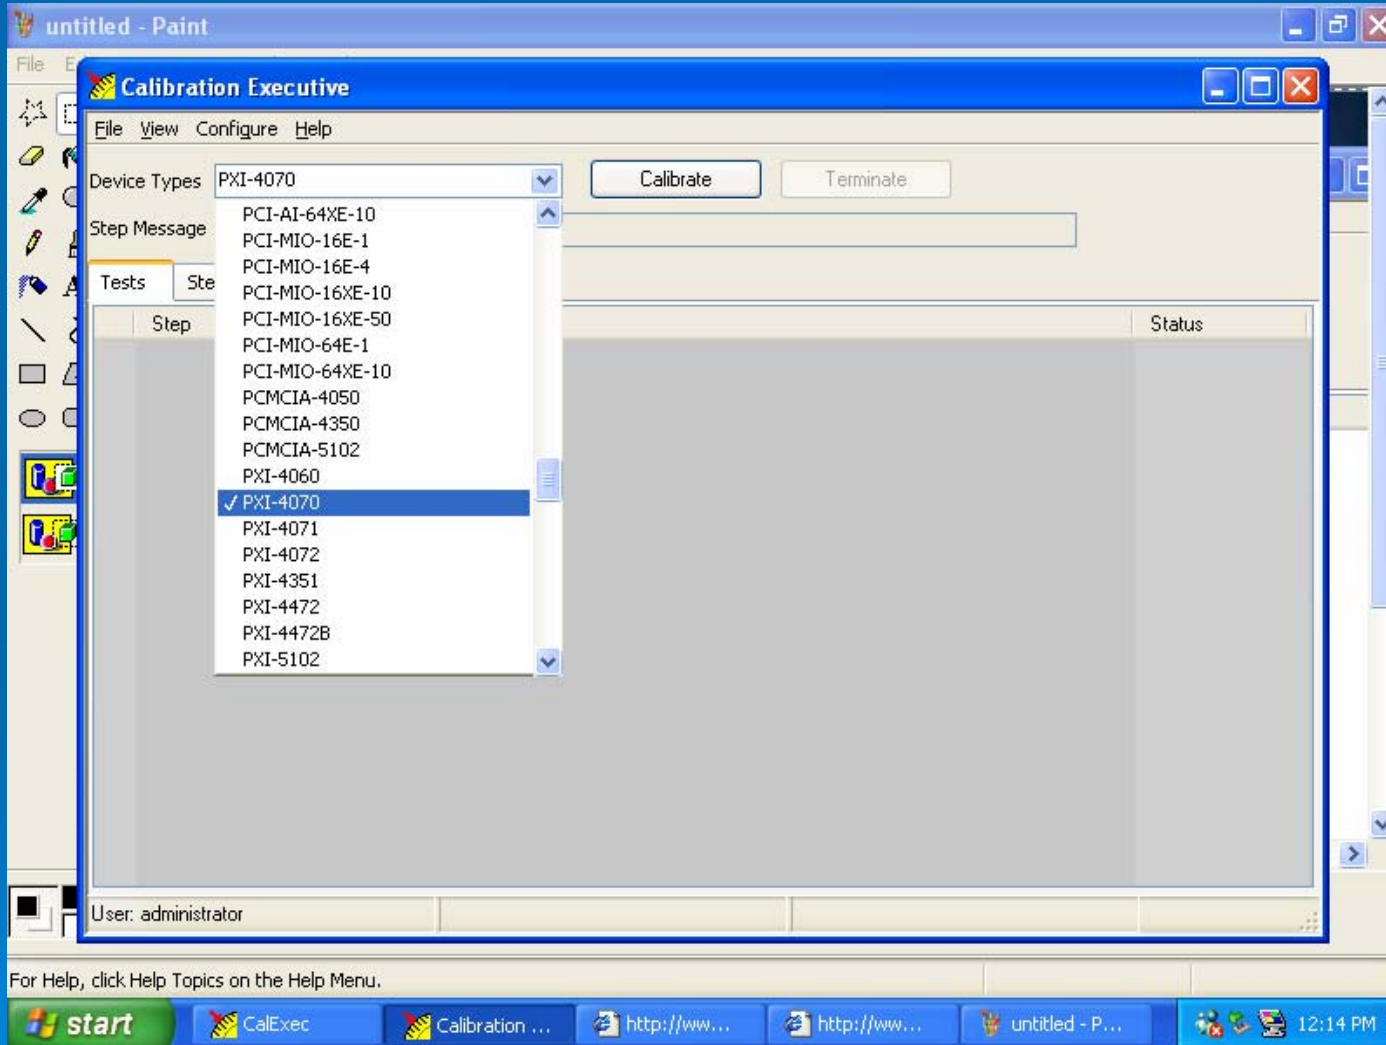 untitled - Paint
File
Calibration Executive
File View Configure Help
Device Types PXI-4070 Calibrate Terminate
Step Message
Tests
Step Status
PCI-AI-64XE-10
PCI-MIO-16E-1
PCI-MIO-16E-4
PCI-MIO-16XE-10
PCI-MIO-16XE-50
PCI-MIO-64E-1
PCI-MIO-64XE-10
PCMCIA-4050
PCMCIA-4350
PCMCIA-5102
PXI-4060
✓ PXI-4070
PXI-4071
PXI-4072
PXI-4351
PXI-4472
PXI-4472B
PXI-5102
User: administrator
For Help, click Help Topics on the Help Menu.
start CalExec Calibration ... http://ww... http://ww... untitled - P... 12:14 PM